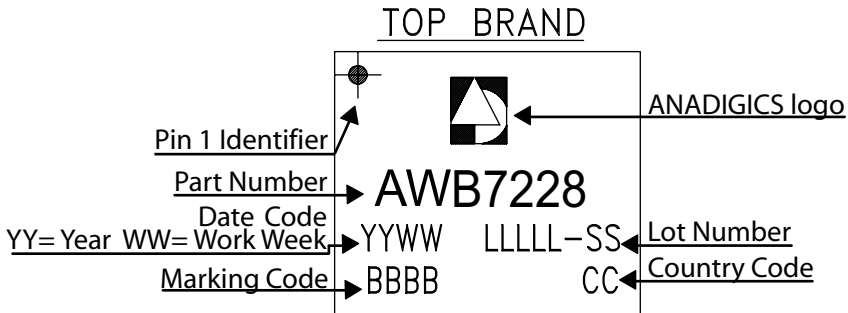 TOP BRAND
ANADIGICS logo
Pin 1 Identifier
Part Number
AWB7228
Date Code
YY= Year WW= Work Week
YYWW LLLLL-SS
Lot Number
Marking Code
BBBB CC
Country Code